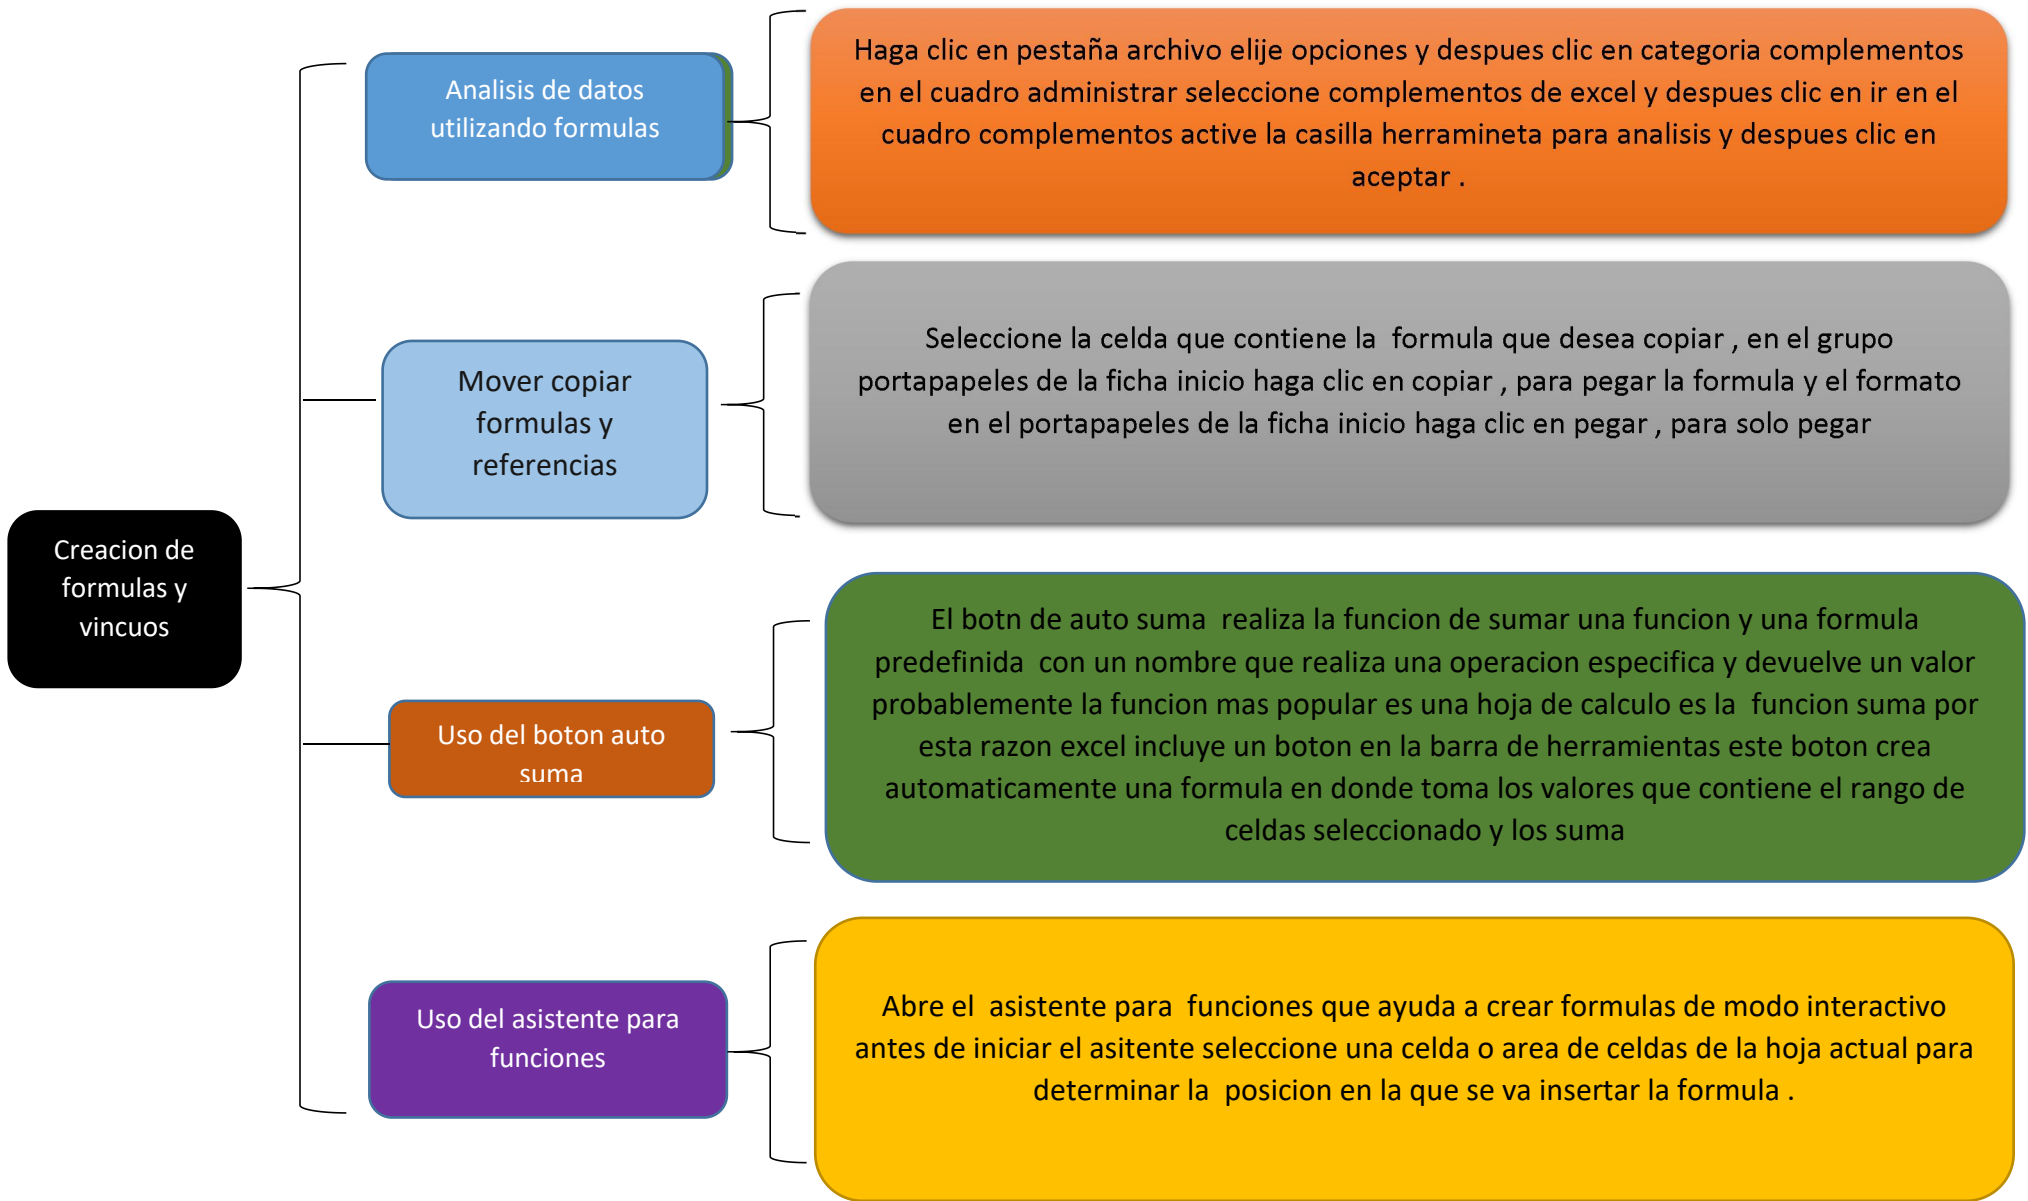 Creacion de
formulas y
vincuos
Analisis de datos
utilizando formulas
Haga clic en pestaña archivo elije opciones y despues clic en categoria complementos
en el cuadro administrar seleccione complementos de excel y despues clic en ir en el
cuadro complementos active la casilla herramineta para analisis y despues clic en
aceptar .
Mover copiar
formulas y
referencias
Seleccione la celda que contiene la formula que desea copiar , en el grupo
portapapeles de la ficha inicio haga clic en copiar , para pegar la formula y el formato
en el portapapeles de la ficha inicio haga clic en pegar , para solo pegar
Uso del boton auto
suma
El botn de auto suma realiza la funcion de sumar una funcion y una formula
predefinida con un nombre que realiza una operacion especifica y devuelve un valor
probablemente la funcion mas popular es una hoja de calculo es la funcion suma por
esta razon excel incluye un boton en la barra de herramientas este boton crea
automaticamente una formula en donde toma los valores que contiene el rango de
celdas seleccionado y los suma
Uso del asistente para
funciones
Abre el asistente para funciones que ayuda a crear formulas de modo interactivo
antes de iniciar el asitente seleccione una celda o area de celdas de la hoja actual para
determinar la posicion en la que se va insertar la formula .